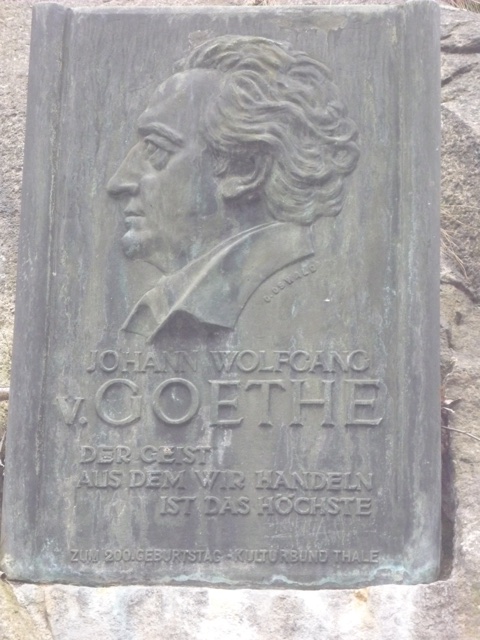 JOHANN WOLFGANG
V. GOETHE
DER GEIST
AUS DEM WIR HANDELN
IST DAS HÖCHSTE
ZUM 200. GEBURTSTAG - KULTURBUND THALE